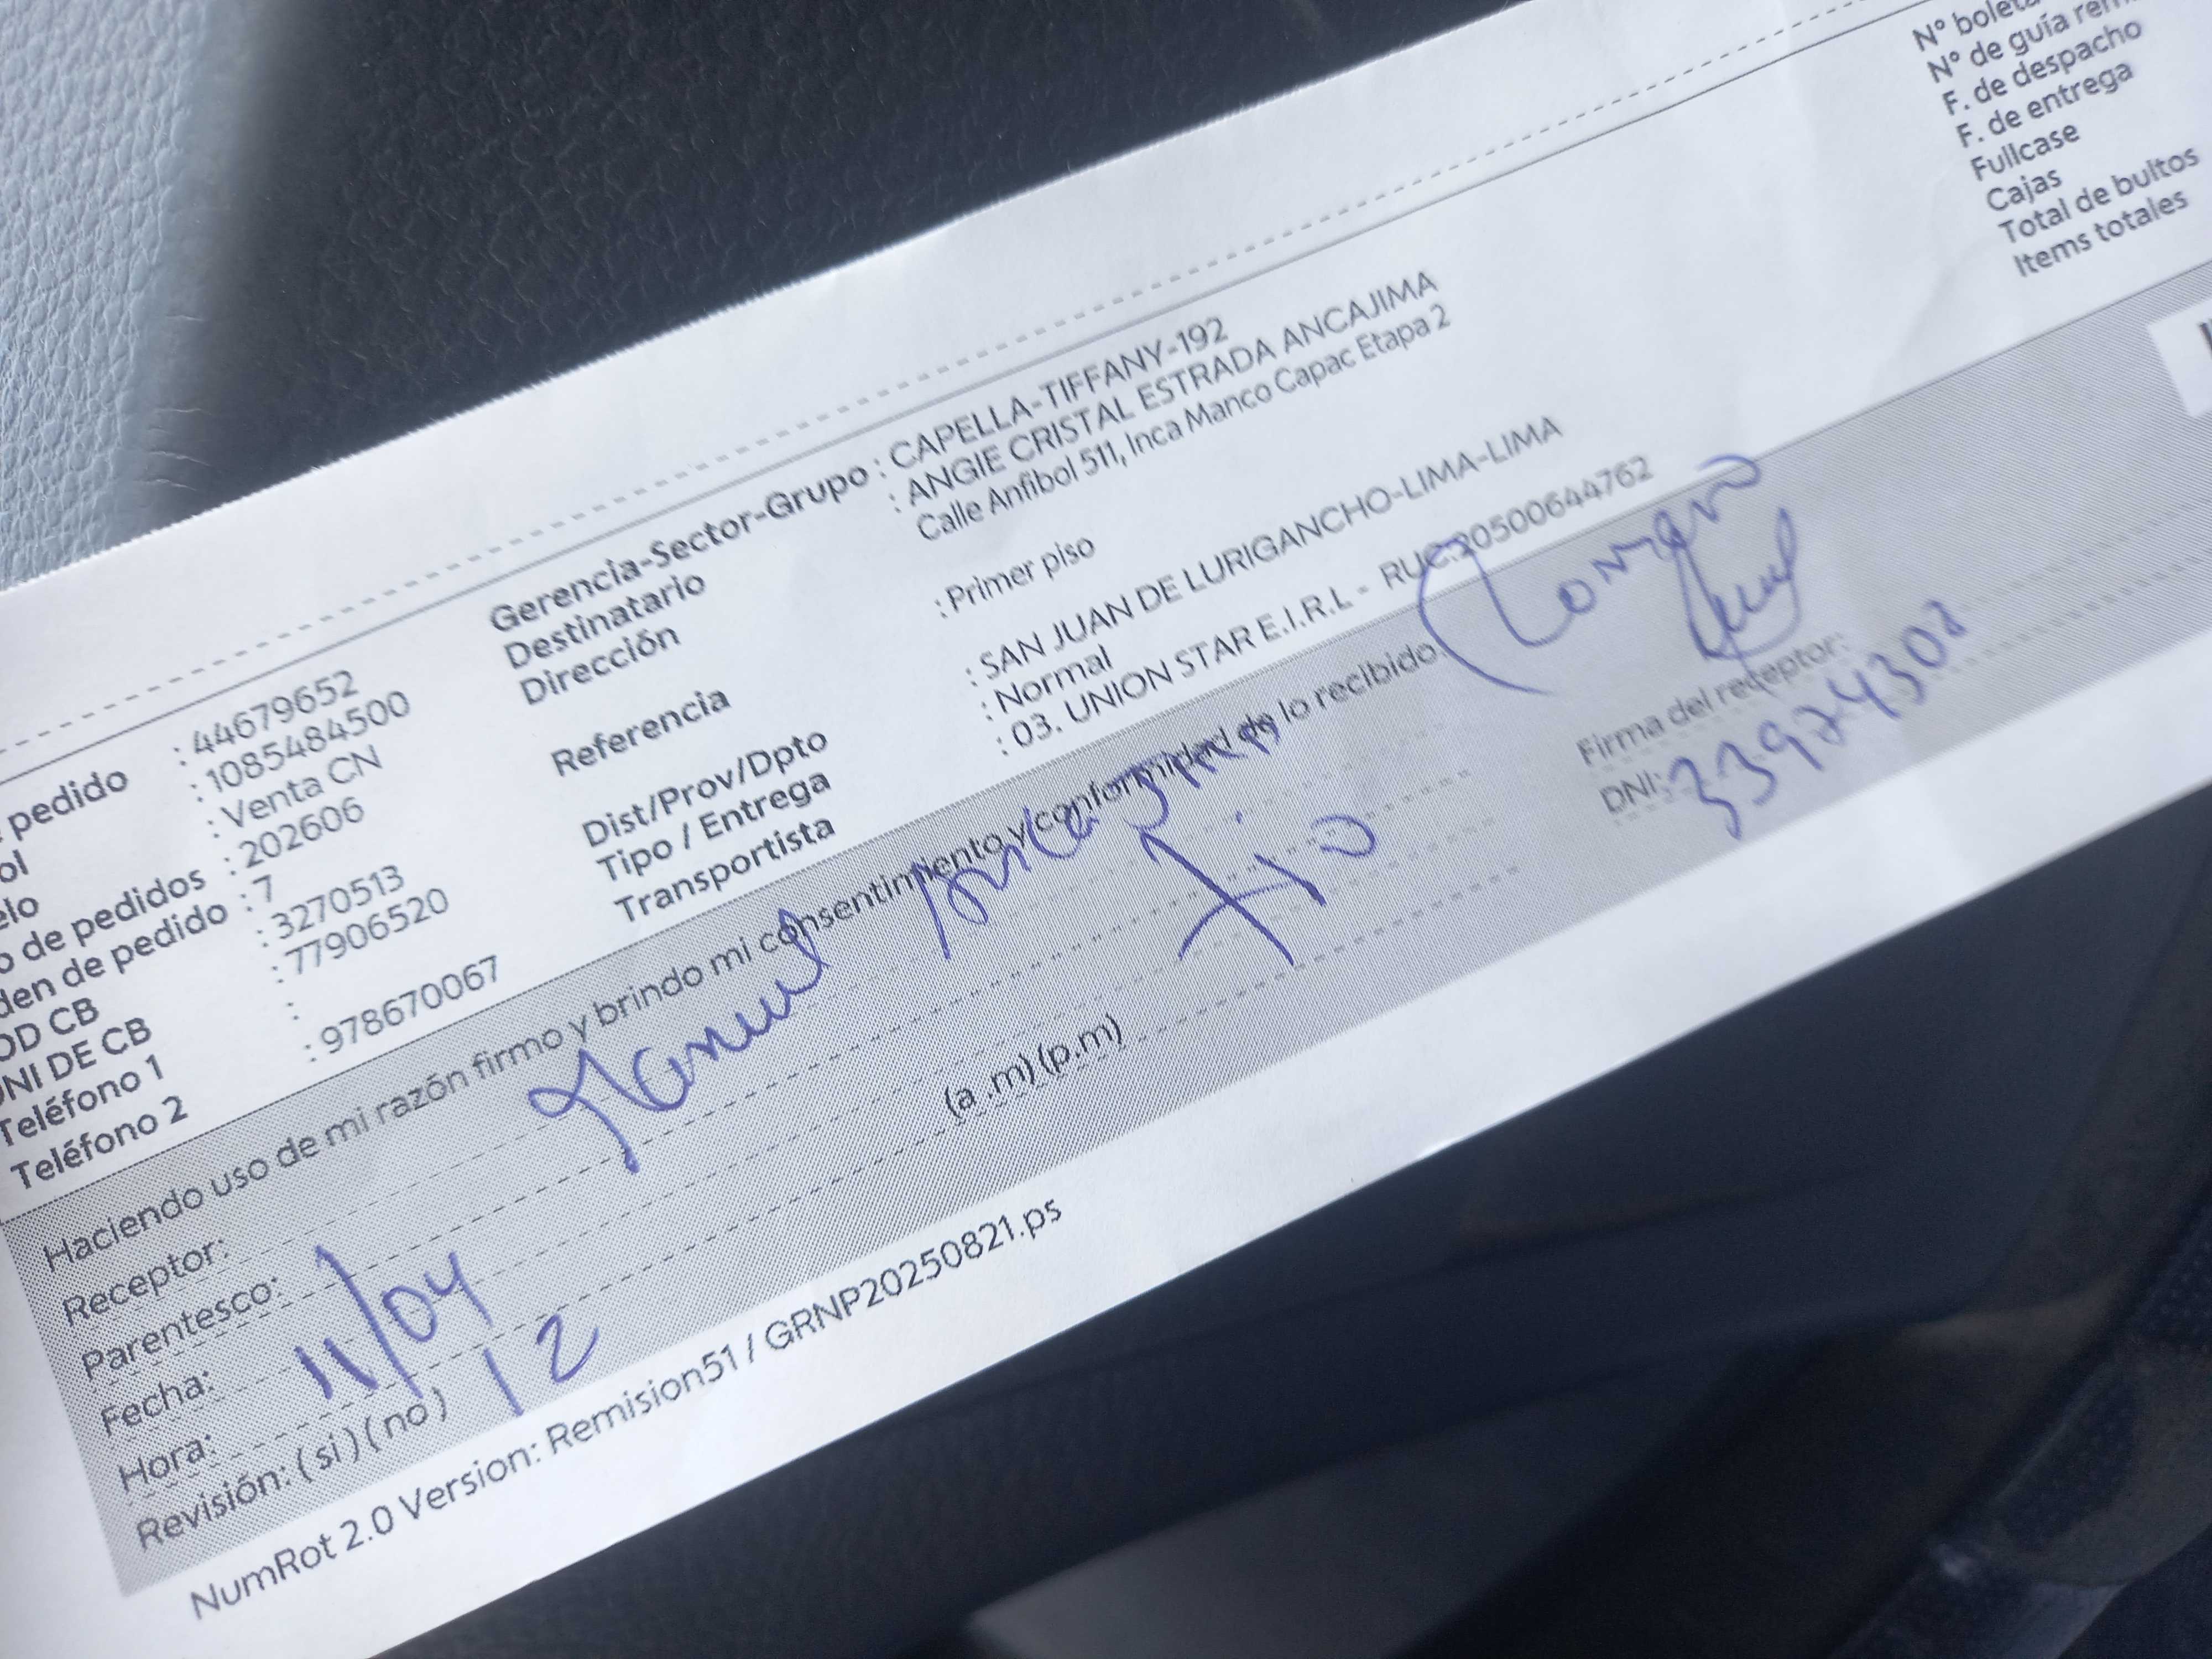 pedido : 44679652
ol : 1085484500
elo : Venta CN
o de pedidos : 202606
den de pedido : 7
OD CB : 3270513
NI DE CB : 77906520
Teléfono 1 :
Teléfono 2 : 978670067
Gerencia-Sector-Grupo : CAPELLA-TIFFANY-192
Destinatario : ANGIE CRISTAL ESTRADA ANCAJIMA
Dirección Calle Anfibol 511, Inca Manco Capac Etapa 2
Referencia : Primer piso
Dist/Prov/Dpto : SAN JUAN DE LURIGANCHO-LIMA-LIMA
Tipo / Entrega : Normal
Transportista : 03. UNION STAR E.I.R.L - RUC:20500644762
N° boleta
N° de guía rem
F. de despacho
F. de entrega
Fullcase
Cajas
Total de bultos
Items totales
Haciendo uso de mi razón firmo y brindo mi consentimiento y conformidad de lo recibido.
Receptor: Manuel
Parentesco: tio
Fecha: 11/04
Hora: 12 (a .m) (p.m)
Revisión: ( si ) ( no )
Firma del receptor:
DNI: 33974302
NumRot 2.0 Version: Remision51 / GRNP20250821.ps